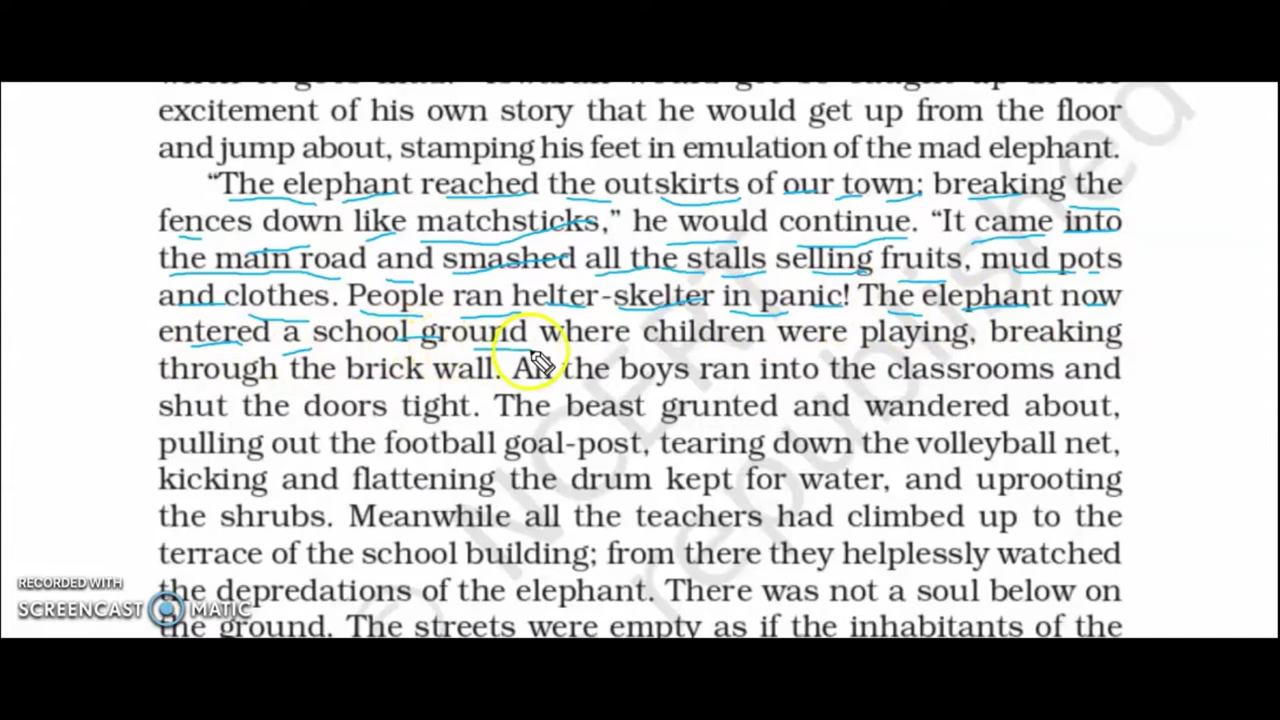 excitement of his own story that he would get up from the floor
and jump about, stamping his feet in emulation of the mad elephant.
“The elephant reached the outskirts of our town; breaking the
fences down like matchsticks,” he would continue. “It came into
the main road and smashed all the stalls selling fruits, mud pots
and clothes. People ran helter-skelter in panic! The elephant now
entered a school ground where children were playing, breaking
through the brick wall. All the boys ran into the classrooms and
shut the doors tight. The beast grunted and wandered about,
pulling out the football goal-post, tearing down the volleyball net,
kicking and flattening the drum kept for water, and uprooting
the shrubs. Meanwhile all the teachers had climbed up to the
terrace of the school building; from there they helplessly watched
the depredations of the elephant. There was not a soul below on
the ground. The streets were empty as if the inhabitants of the
RECORDED WITH
SCREENCAST MATIC
© NCERT
republished